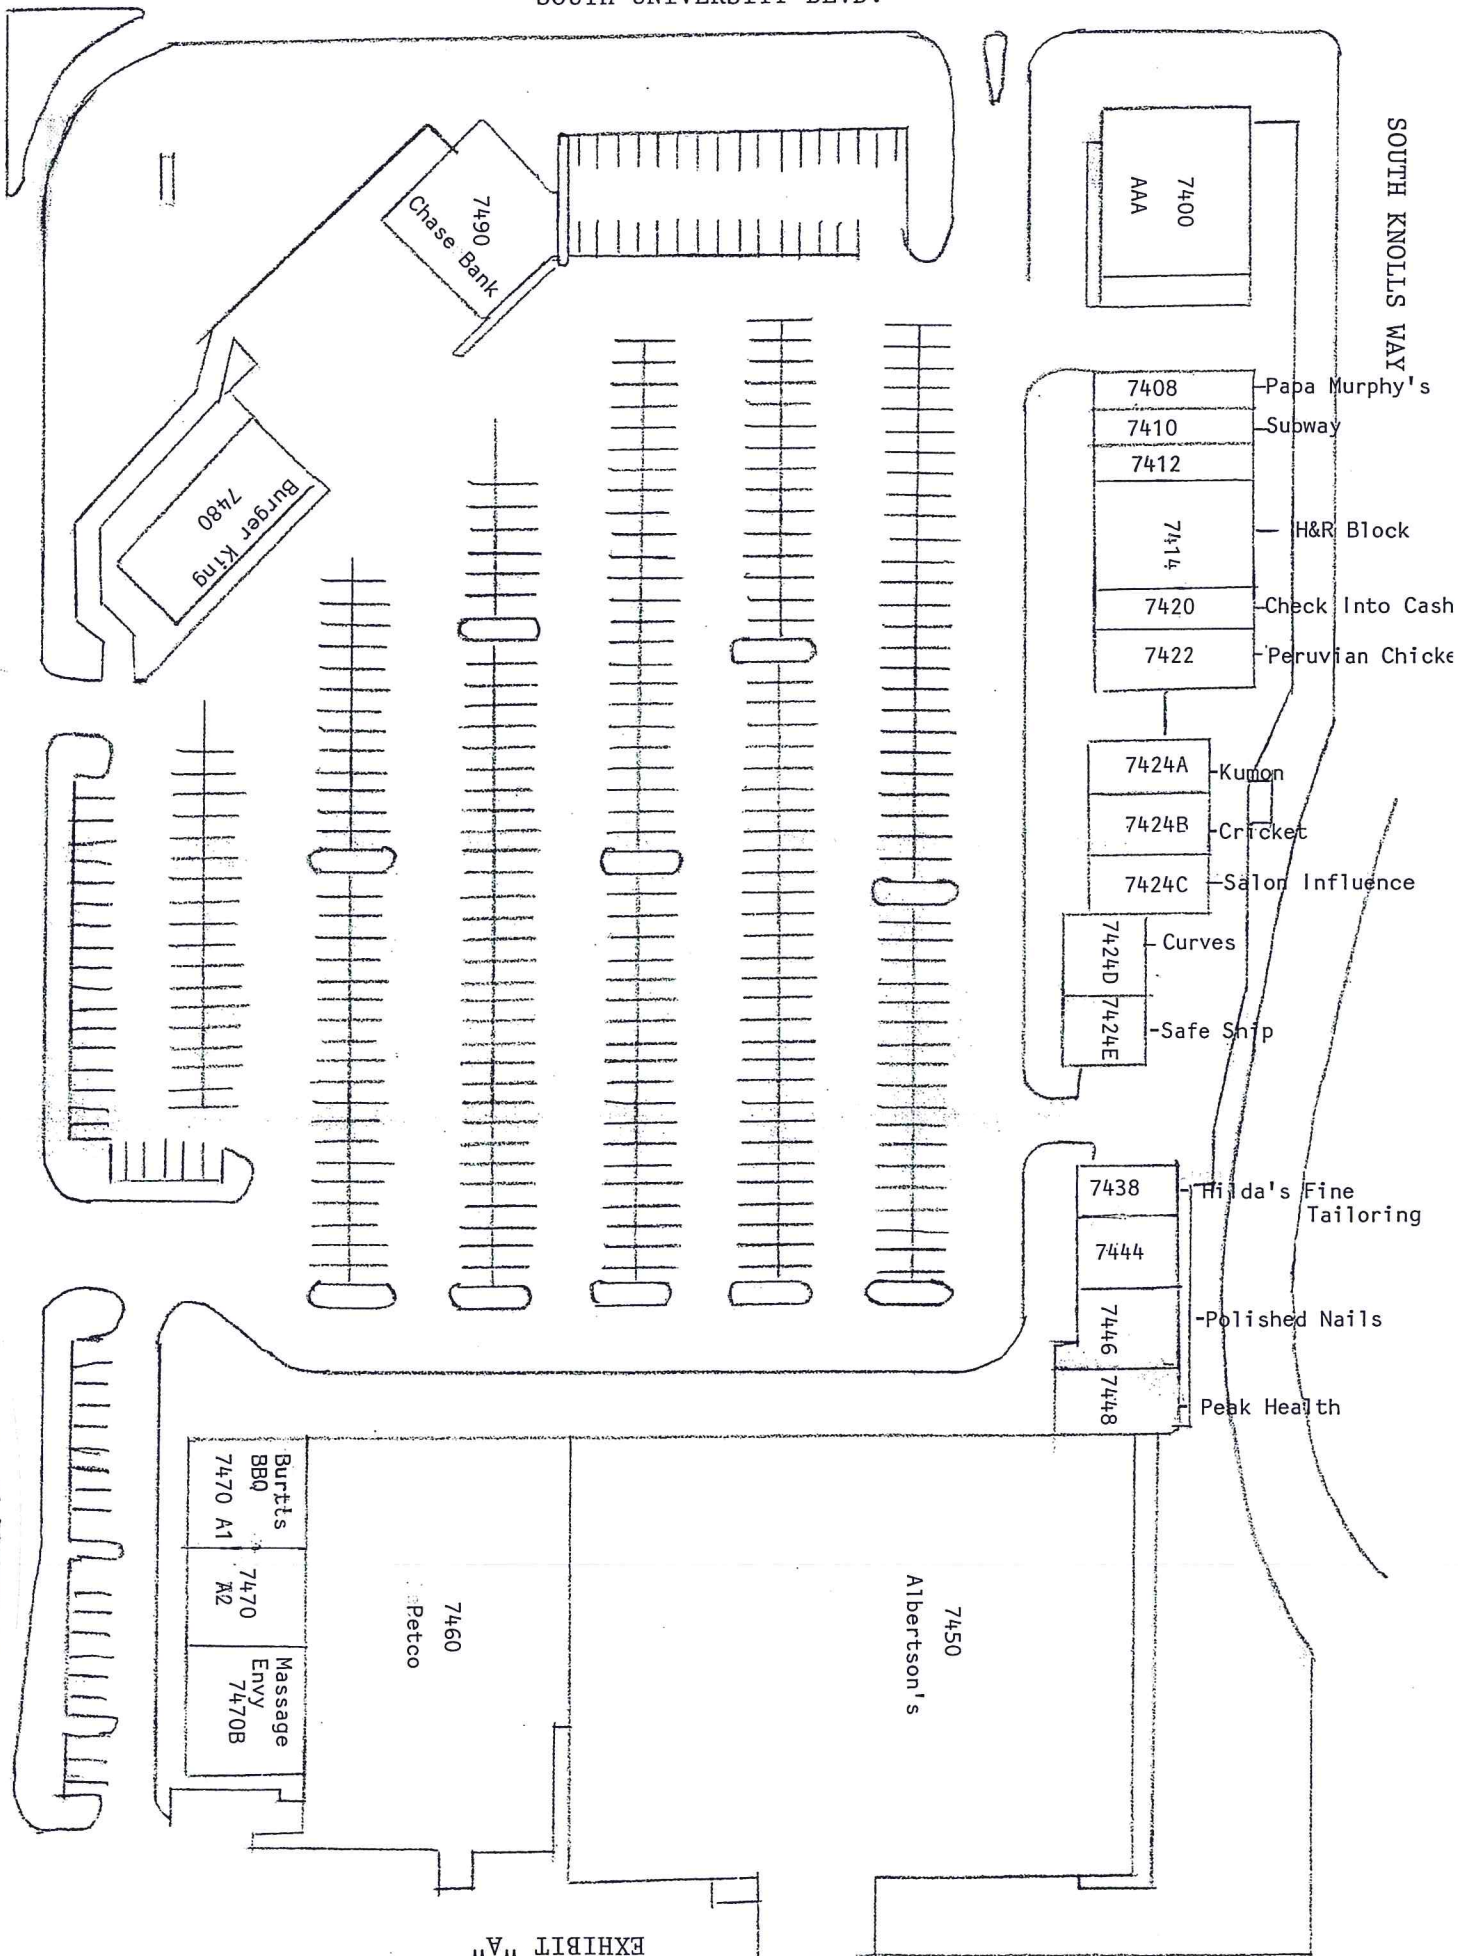 SOUTH UNIVERSITY BLVD.
SOUTH KNOLLS WAY
7400
AAA
7490
Chase Bank
7408
Papa Murphy's
7410
Subway
7412
7414
H&R Block
7420
Check Into Cash
7422
Peruvian Chicke
Burger King
7480
7424A
Kumon
7424B
Cricket
7424C
Salon Influence
7424D
Curves
7424E
Safe Ship
7438
Hilda's Fine
Tailoring
7444
7446
Polished Nails
7448
Peak Health
Burtts
BBQ
7470 A1
7470
A2
Massage
Envy
7470B
7460
Petco
7450
Albertson's
EXHIBIT "A"